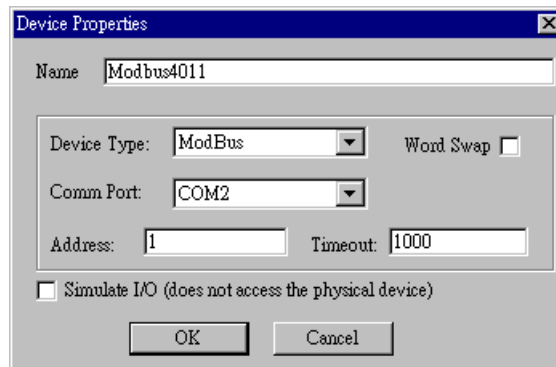 Device Properties
Name Modbus4011
Device Type: ModBus Word Swap
Comm Port: COM2
Address: 1 Timeout: 1000
Simulate I/O (does not access the physical device)
OK Cancel